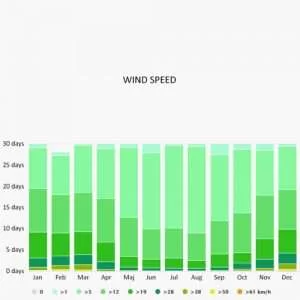 WIND SPEED
30 days
25 days
20 days
15 days
10 days
5 days
0 days
Jan Feb Mar Apr May Jun Jul Aug Sep Oct Nov Dec
0 >1 >5 >12 >19 >28 >38 >50 >61 km/h